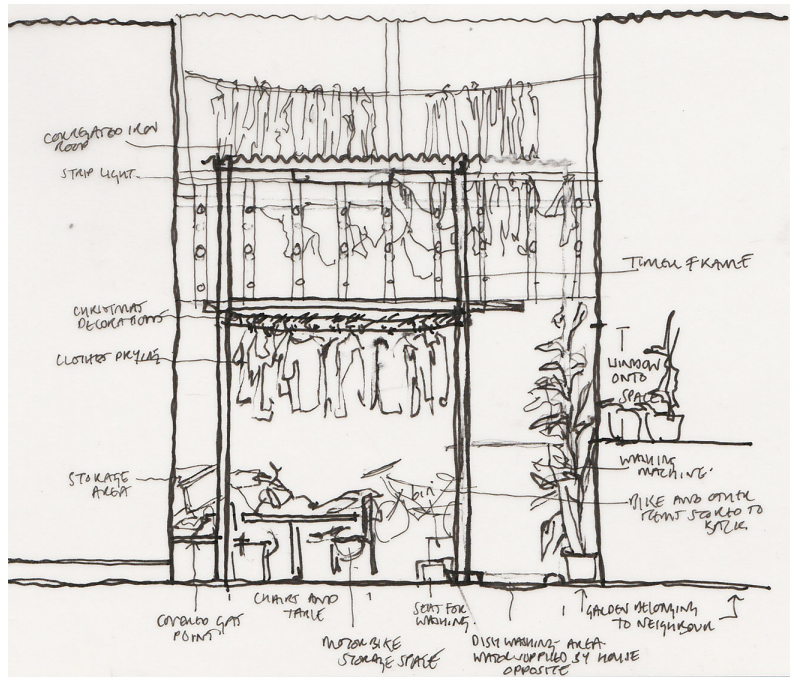 CORREGATED IRON
ROOF
STRIP LIGHT
TIMBER FRAME
CHRISTMAS
DECORATIONS
CLOTHES DRYING
WINDOW
ONTO
SPACE
STORAGE
AREA
WASHING
MACHINE
BIKE AND OTHER
ITEMS STORED TO
BACK
COVERED GAS
POINT
CHAIRS AND
TABLE
MOTORBIKE
STORAGE SPACE
SEAT FOR
WASHING
DISH WASHING AREA
WATER SUPPLIED BY HOUSE
OPPOSITE
GARDEN BELONGING
TO NEIGHBOUR